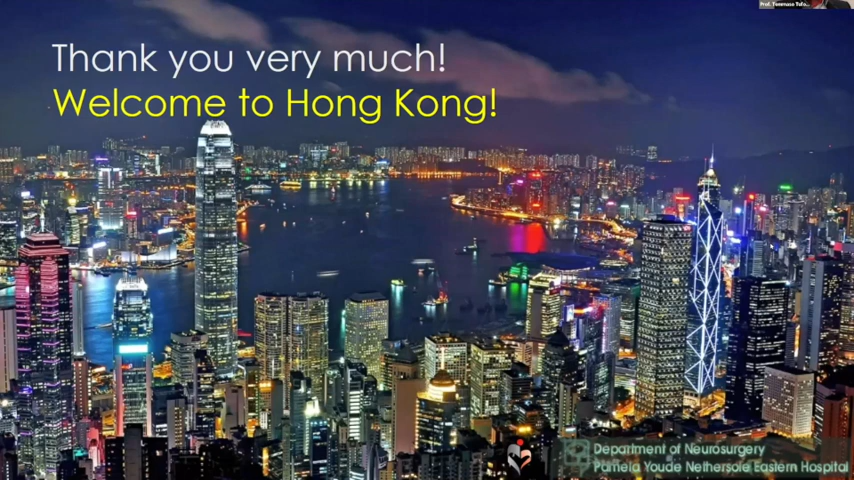 Thank you very much!
Welcome to Hong Kong!
Department of Neurosurgery
Pamela Youde Nethersole Eastern Hospital